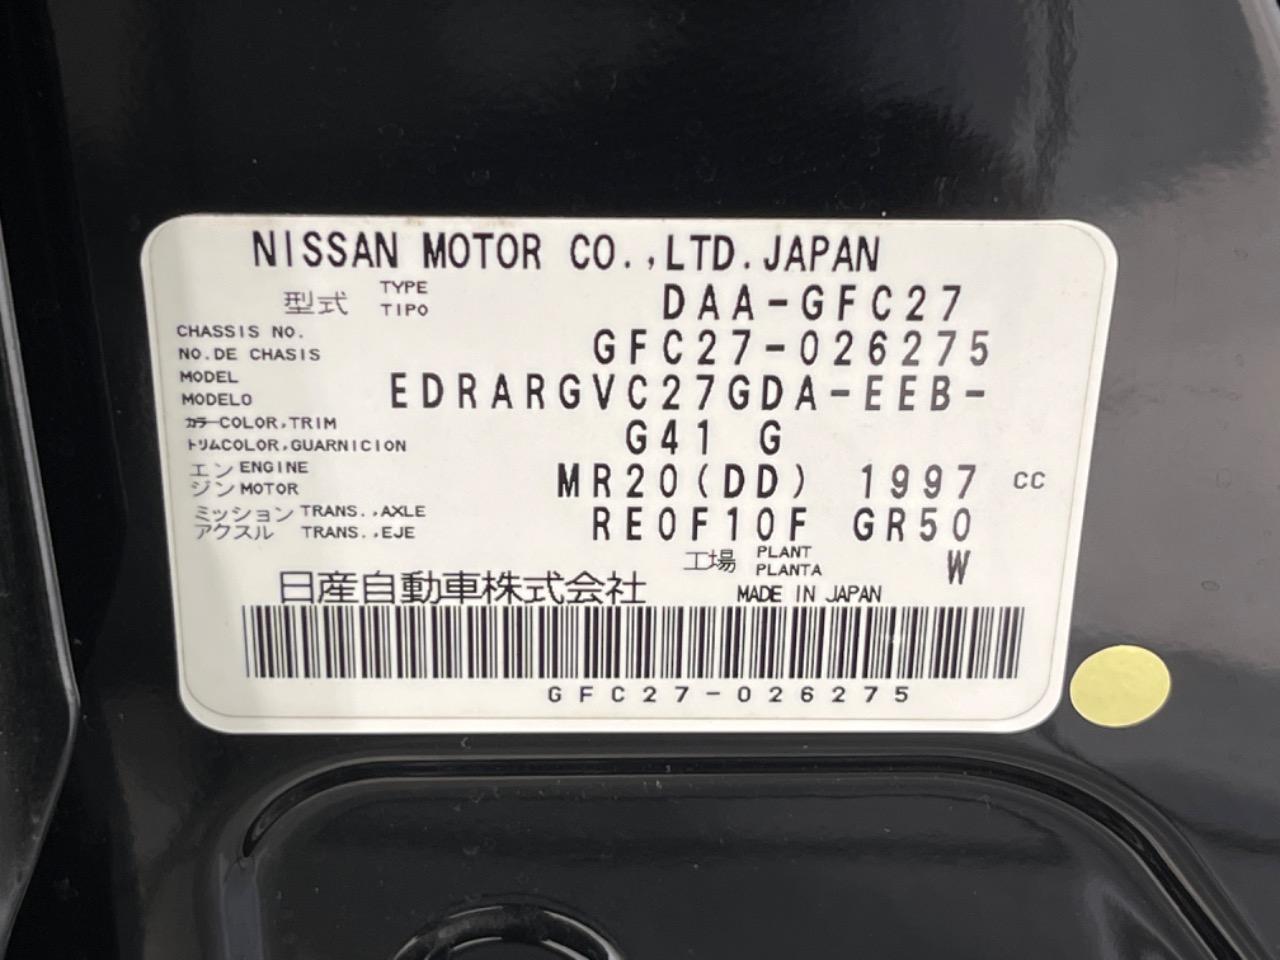 NISSAN MOTOR CO.,LTD.JAPAN
型式 TYPE TIPO DAA-GFC27
CHASSIS NO.
NO.DE CHASIS GFC27-026275
MODEL
MODELO EDRARGVC27GDA-EEB-
カラーCOLOR,TRIM
トリムCOLOR,GUARNICION G41 G
エンジン ENGINE MOTOR MR20(DD) 1997 CC
ミッション TRANS.,AXLE
アクスル TRANS.,EJE RE0F10F GR50
工場 PLANT PLANTA W
日産自動車株式会社 MADE IN JAPAN
GFC27-026275